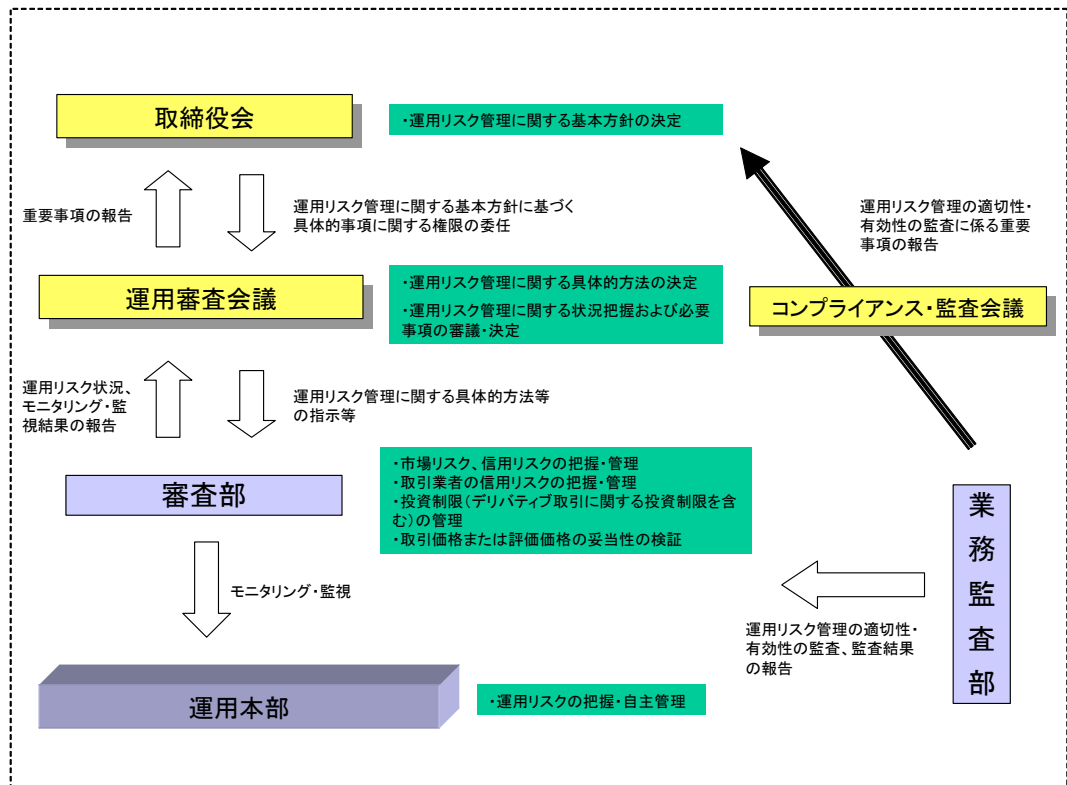 取締役会
・運用リスク管理に関する基本方針の決定
重要事項の報告
運用リスク管理に関する基本方針に基づく
具体的事項に関する権限の委任
運用リスク管理の適切性・
有効性の監査に係る重要
事項の報告
運用審査会議
・運用リスク管理に関する具体的方法の決定
・運用リスク管理に関する状況把握および必要
事項の審議・決定
コンプライアンス・監査会議
運用リスク状況、
モニタリング・監
視結果の報告
運用リスク管理に関する具体的方法等
の指示等
審査部
・市場リスク、信用リスクの把握・管理
・取引業者の信用リスクの把握・管理
・投資制限(デリバティブ取引に関する投資制限を含
む)の管理
・取引価格または評価価格の妥当性の検証
業務監査部
モニタリング・監視
運用リスク管理の適切性・
有効性の監査、監査結果
の報告
運用本部
・運用リスクの把握・自主管理